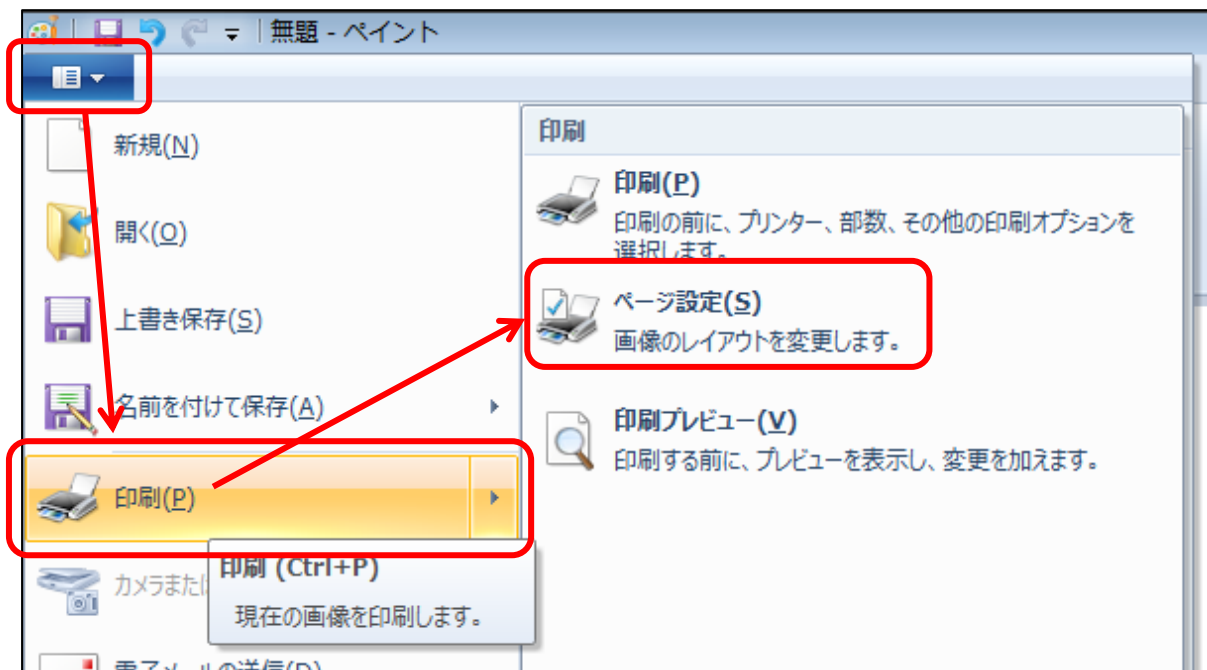 無題 - ペイント
新規(N)
開く(O)
上書き保存(S)
名前を付けて保存(A)
印刷(P)
カメラまたは
印刷 (Ctrl+P)
現在の画像を印刷します。
電子メールの送信(D)
印刷
印刷(P)
印刷の前に、プリンター、部数、その他の印刷オプションを
選択します。
ページ設定(S)
画像のレイアウトを変更します。
印刷プレビュー(V)
印刷する前に、プレビューを表示し、変更を加えます。